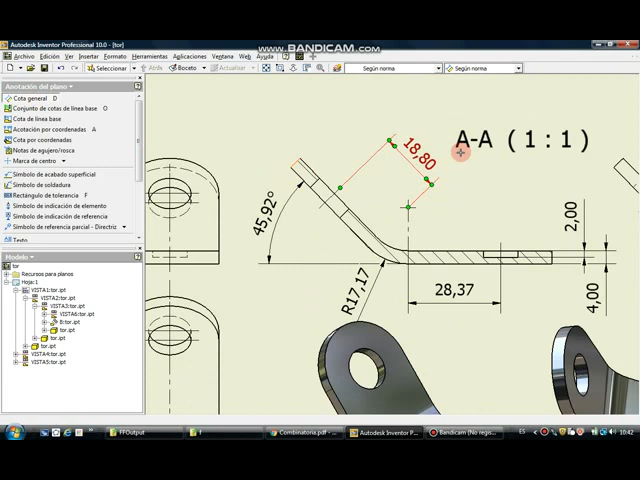 Autodesk Inventor Professional 10.0 - [tor]
WWW.BANDICAM.COM
Archivo Edición Ver Insertar Formato Herramientas Aplicaciones Ventana Web Ayuda
Seleccionar Atrás Boceto Actualizar Según norma Según norma
Anotación del plano
Cota general D
Conjunto de cotas de línea base O
Cota de línea base
Acotación por coordenadas A
Cota por coordenadas
Notas de agujero/rosca
Marca de centro
Símbolo de acabado superficial
Símbolo de soldadura
Rectángulo de tolerancia F
Símbolo de identificación de elemento
Símbolo de identificación de referencia
Símbolo de referencia parcial - Directriz
Texto
Modelo
tor
Recursos para planos
Hoja:1
VISTA1:tor.ipt
VISTA2:tor.ipt
VISTA3:tor.ipt
VISTA6:tor.ipt
B:tor.ipt
tor.ipt
tor.ipt
tor.ipt
VISTA4:tor.ipt
VISTA5:tor.ipt
A-A ( 1 : 1 )
18,80
45,92°
R17,17
28,37
2,00
4,00
FFOutput
f
Combinatoria.pdf - ...
Autodesk Inventor P...
Bandicam (No regis...
ES
10:42